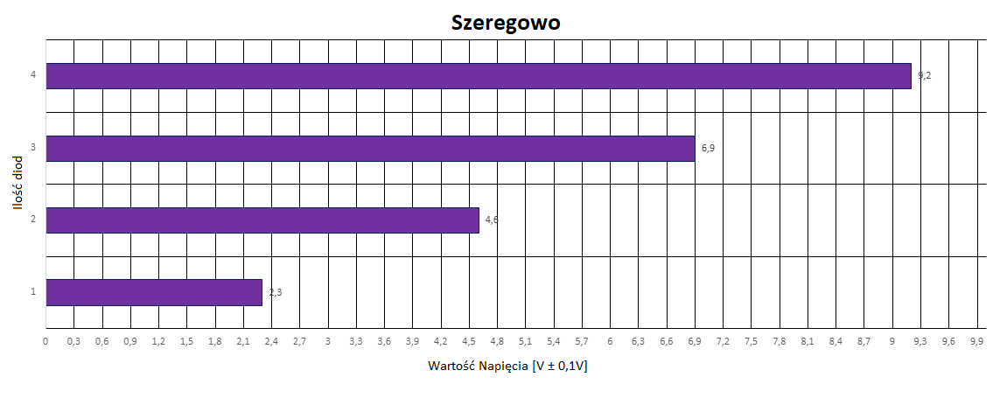 Szeregowo
4
9,2
3
6,9
2
4,6
1
2,3
Ilość diod
0 0,3 0,6 0,9 1,2 1,5 1,8 2,1 2,4 2,7 3 3,3 3,6 3,9 4,2 4,5 4,8 5,1 5,4 5,7 6 6,3 6,6 6,9 7,2 7,5 7,8 8,1 8,4 8,7 9 9,3 9,6 9,9
Wartość Napięcia [V ± 0,1V]